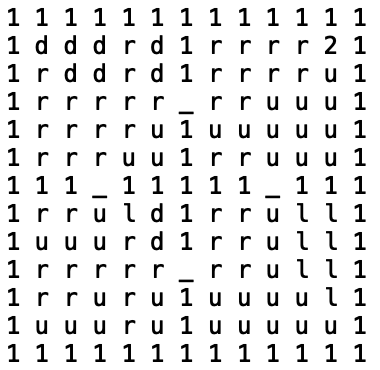 1 1 1 1 1 1 1 1 1 1 1 1 1
1 d d d r d 1 r r r r 2 1
1 r d d r d 1 r r r r u 1
1 r r r r r _ r r u u u 1
1 r r r r u 1 u u u u u 1
1 r r r u u 1 r r u u u 1
1 1 1 _ 1 1 1 1 1 _ 1 1 1
1 r r u l d 1 r r u l l 1
1 u u u r d 1 r r u l l 1
1 r r r r r _ r r u l l 1
1 r r u r u 1 u u u u l 1
1 u u u r u 1 u u u u u 1
1 1 1 1 1 1 1 1 1 1 1 1 1